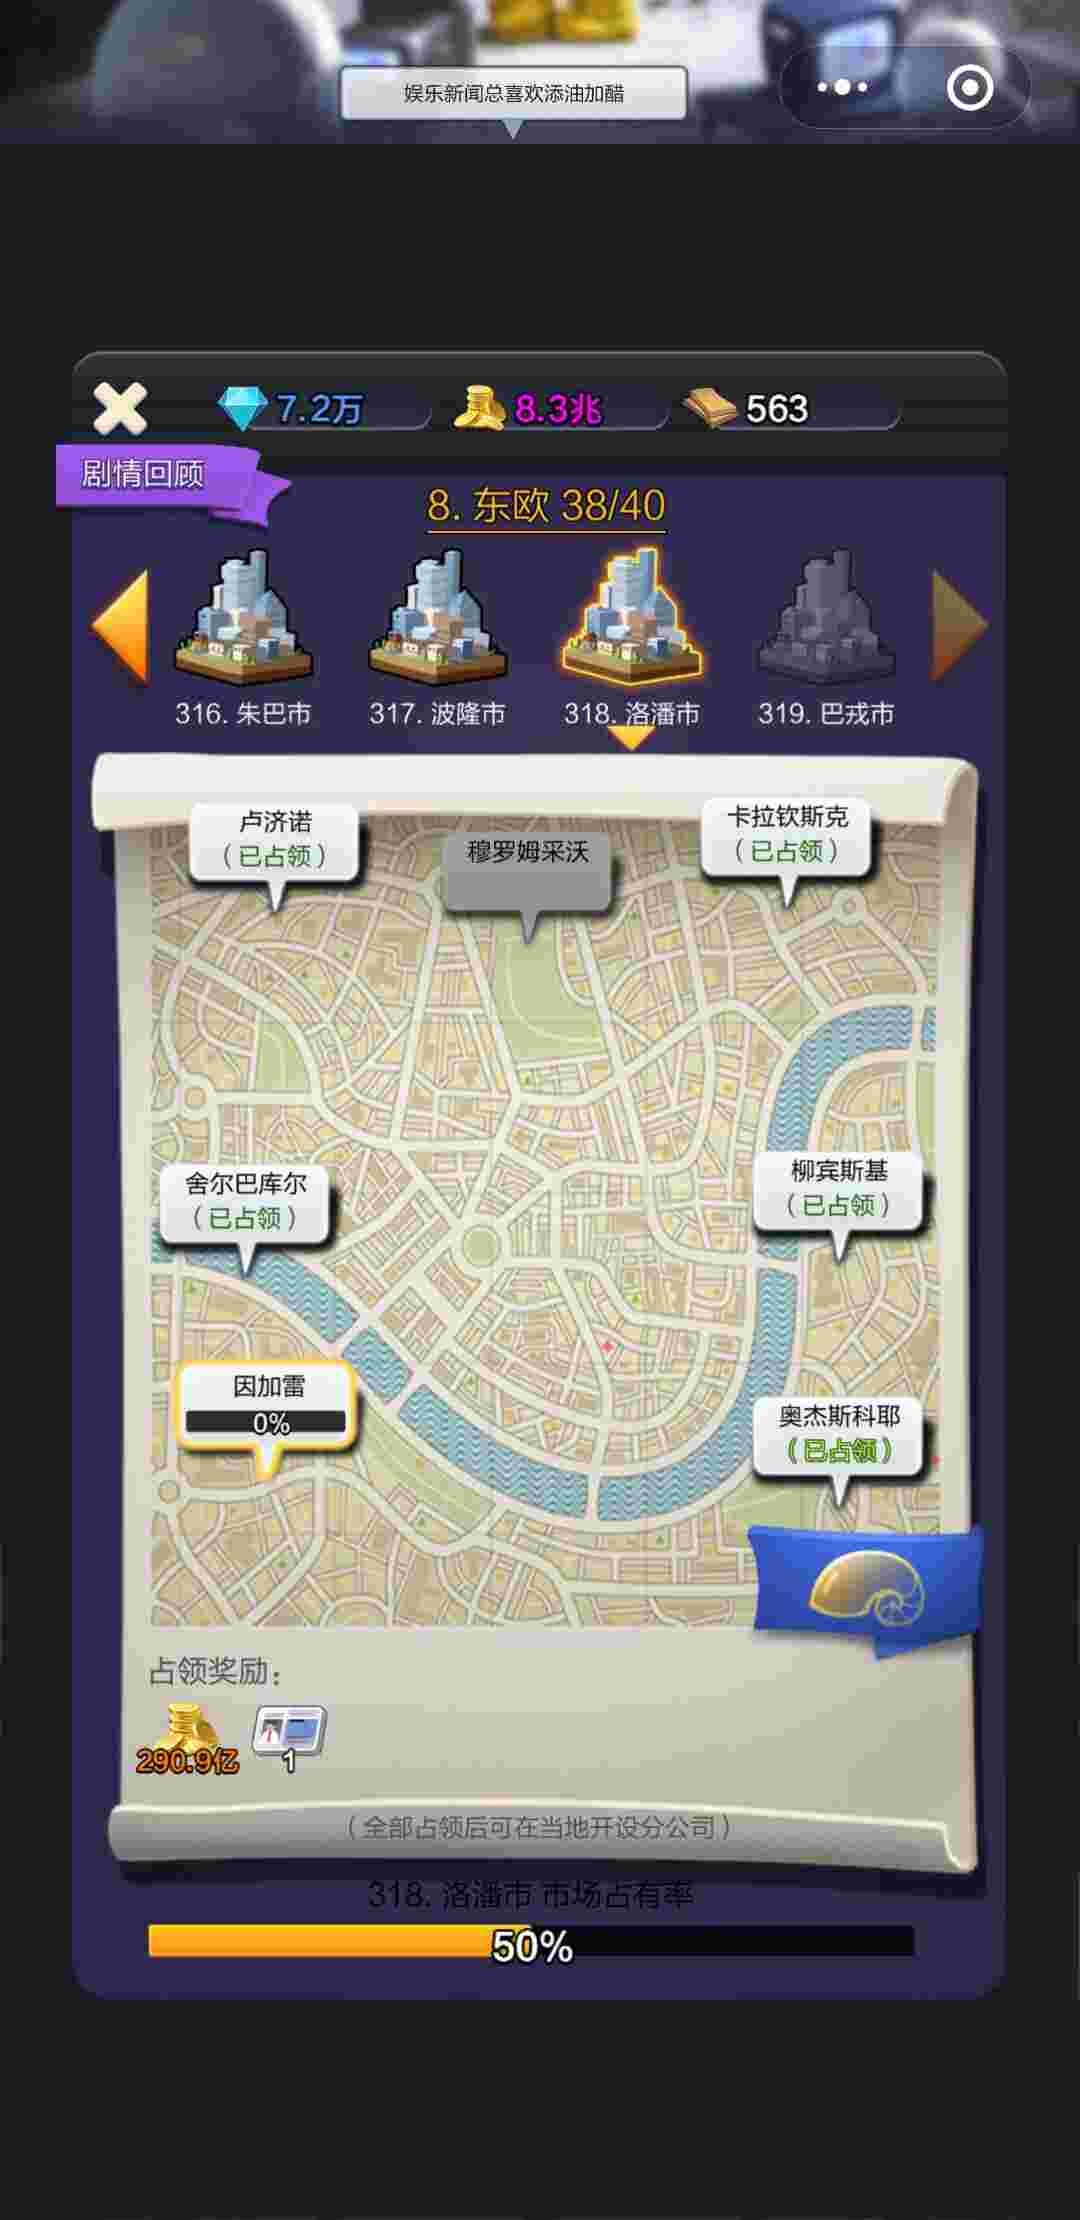 娱乐新闻总喜欢添油加醋
7.2万 8.3兆 563
剧情回顾
8. 东欧 38/40
316. 朱巴市 317. 波隆市 318. 洛潘市 319. 巴戎市
卢济诺
（已占领）
穆罗姆采沃
卡拉钦斯克
（已占领）
舍尔巴库尔
（已占领）
柳宾斯基
（已占领）
因加雷
0%
奥杰斯科耶
（已占领）
占领奖励：
290.9亿 1
（全部占领后可在当地开设分公司）
318. 洛潘市 市场占有率
50%